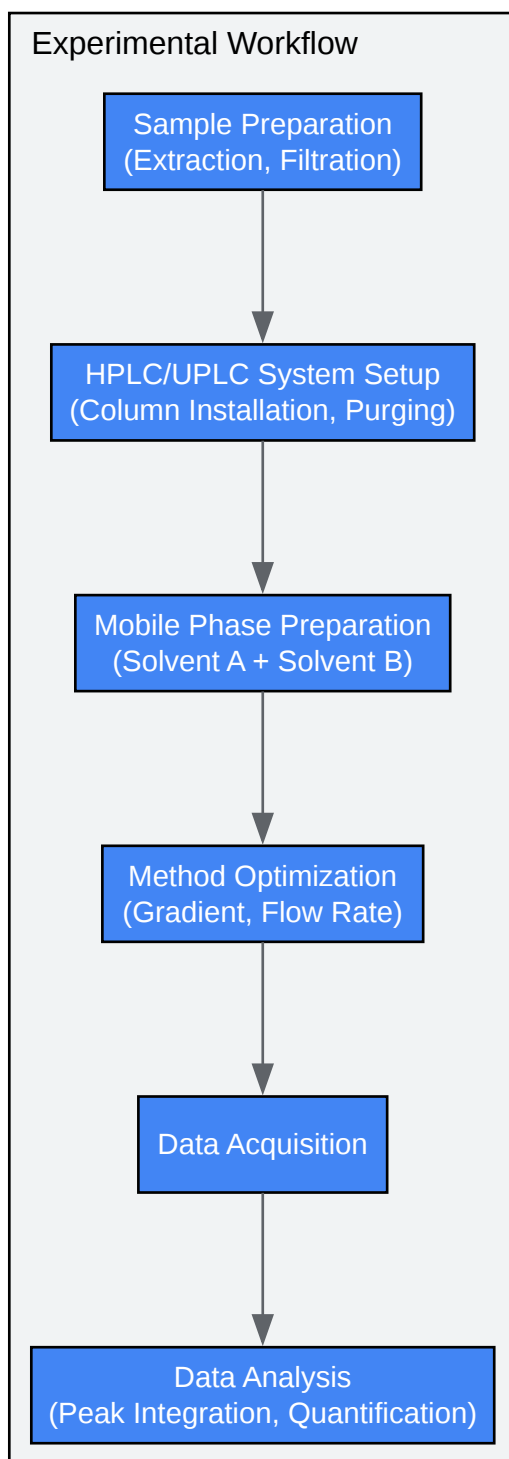 Experimental Workflow
Sample Preparation
(Extraction, Filtration)
HPLC/UPLC System Setup
(Column Installation, Purging)
Mobile Phase Preparation
(Solvent A + Solvent B)
Method Optimization
(Gradient, Flow Rate)
Data Acquisition
Data Analysis
(Peak Integration, Quantification)